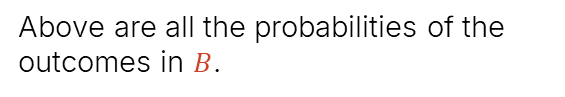 Above are all the probabilities of the
outcomes in B.